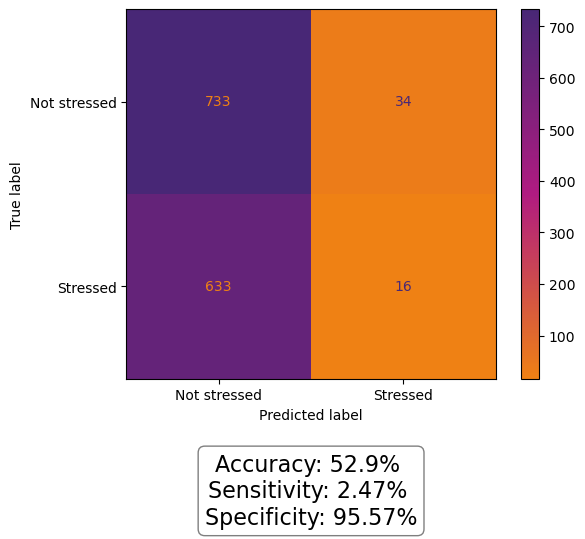 True label
Not stressed
733
34
Stressed
633
16
Not stressed
Stressed
Predicted label
700
600
500
400
300
200
100
Accuracy: 52.9%
Sensitivity: 2.47%
Specificity: 95.57%